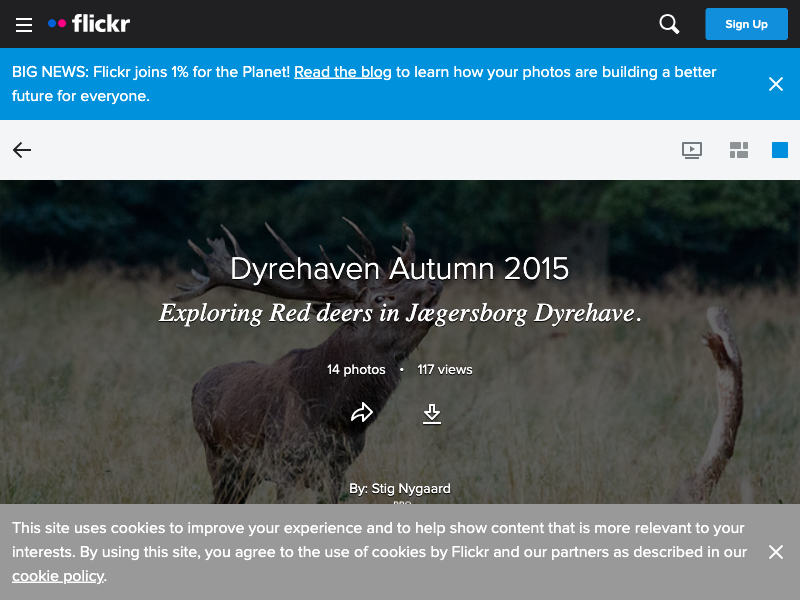 flickr
Sign Up
BIG NEWS: Flickr joins 1% for the Planet! Read the blog to learn how your photos are building a better
future for everyone.
Dyrehaven Autumn 2015
Exploring Red deers in Jægersborg Dyrehave.
14 photos • 117 views
By: Stig Nygaard
This site uses cookies to improve your experience and to help show content that is more relevant to your
interests. By using this site, you agree to the use of cookies by Flickr and our partners as described in our
cookie policy.